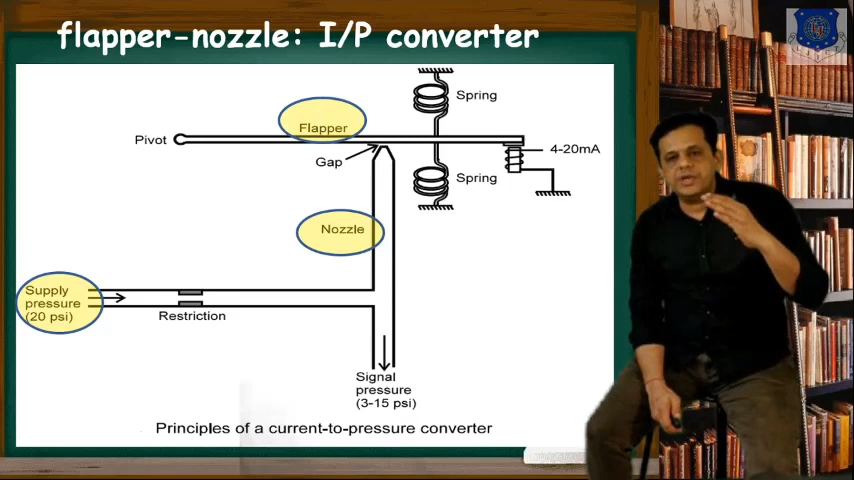 flapper-nozzle: I/P converter
Spring
Flapper
Pivot
4-20mA
Gap
Spring
Nozzle
Supply
pressure
(20 psi)
Restriction
Signal
pressure
(3-15 psi)
Principles of a current-to-pressure converter